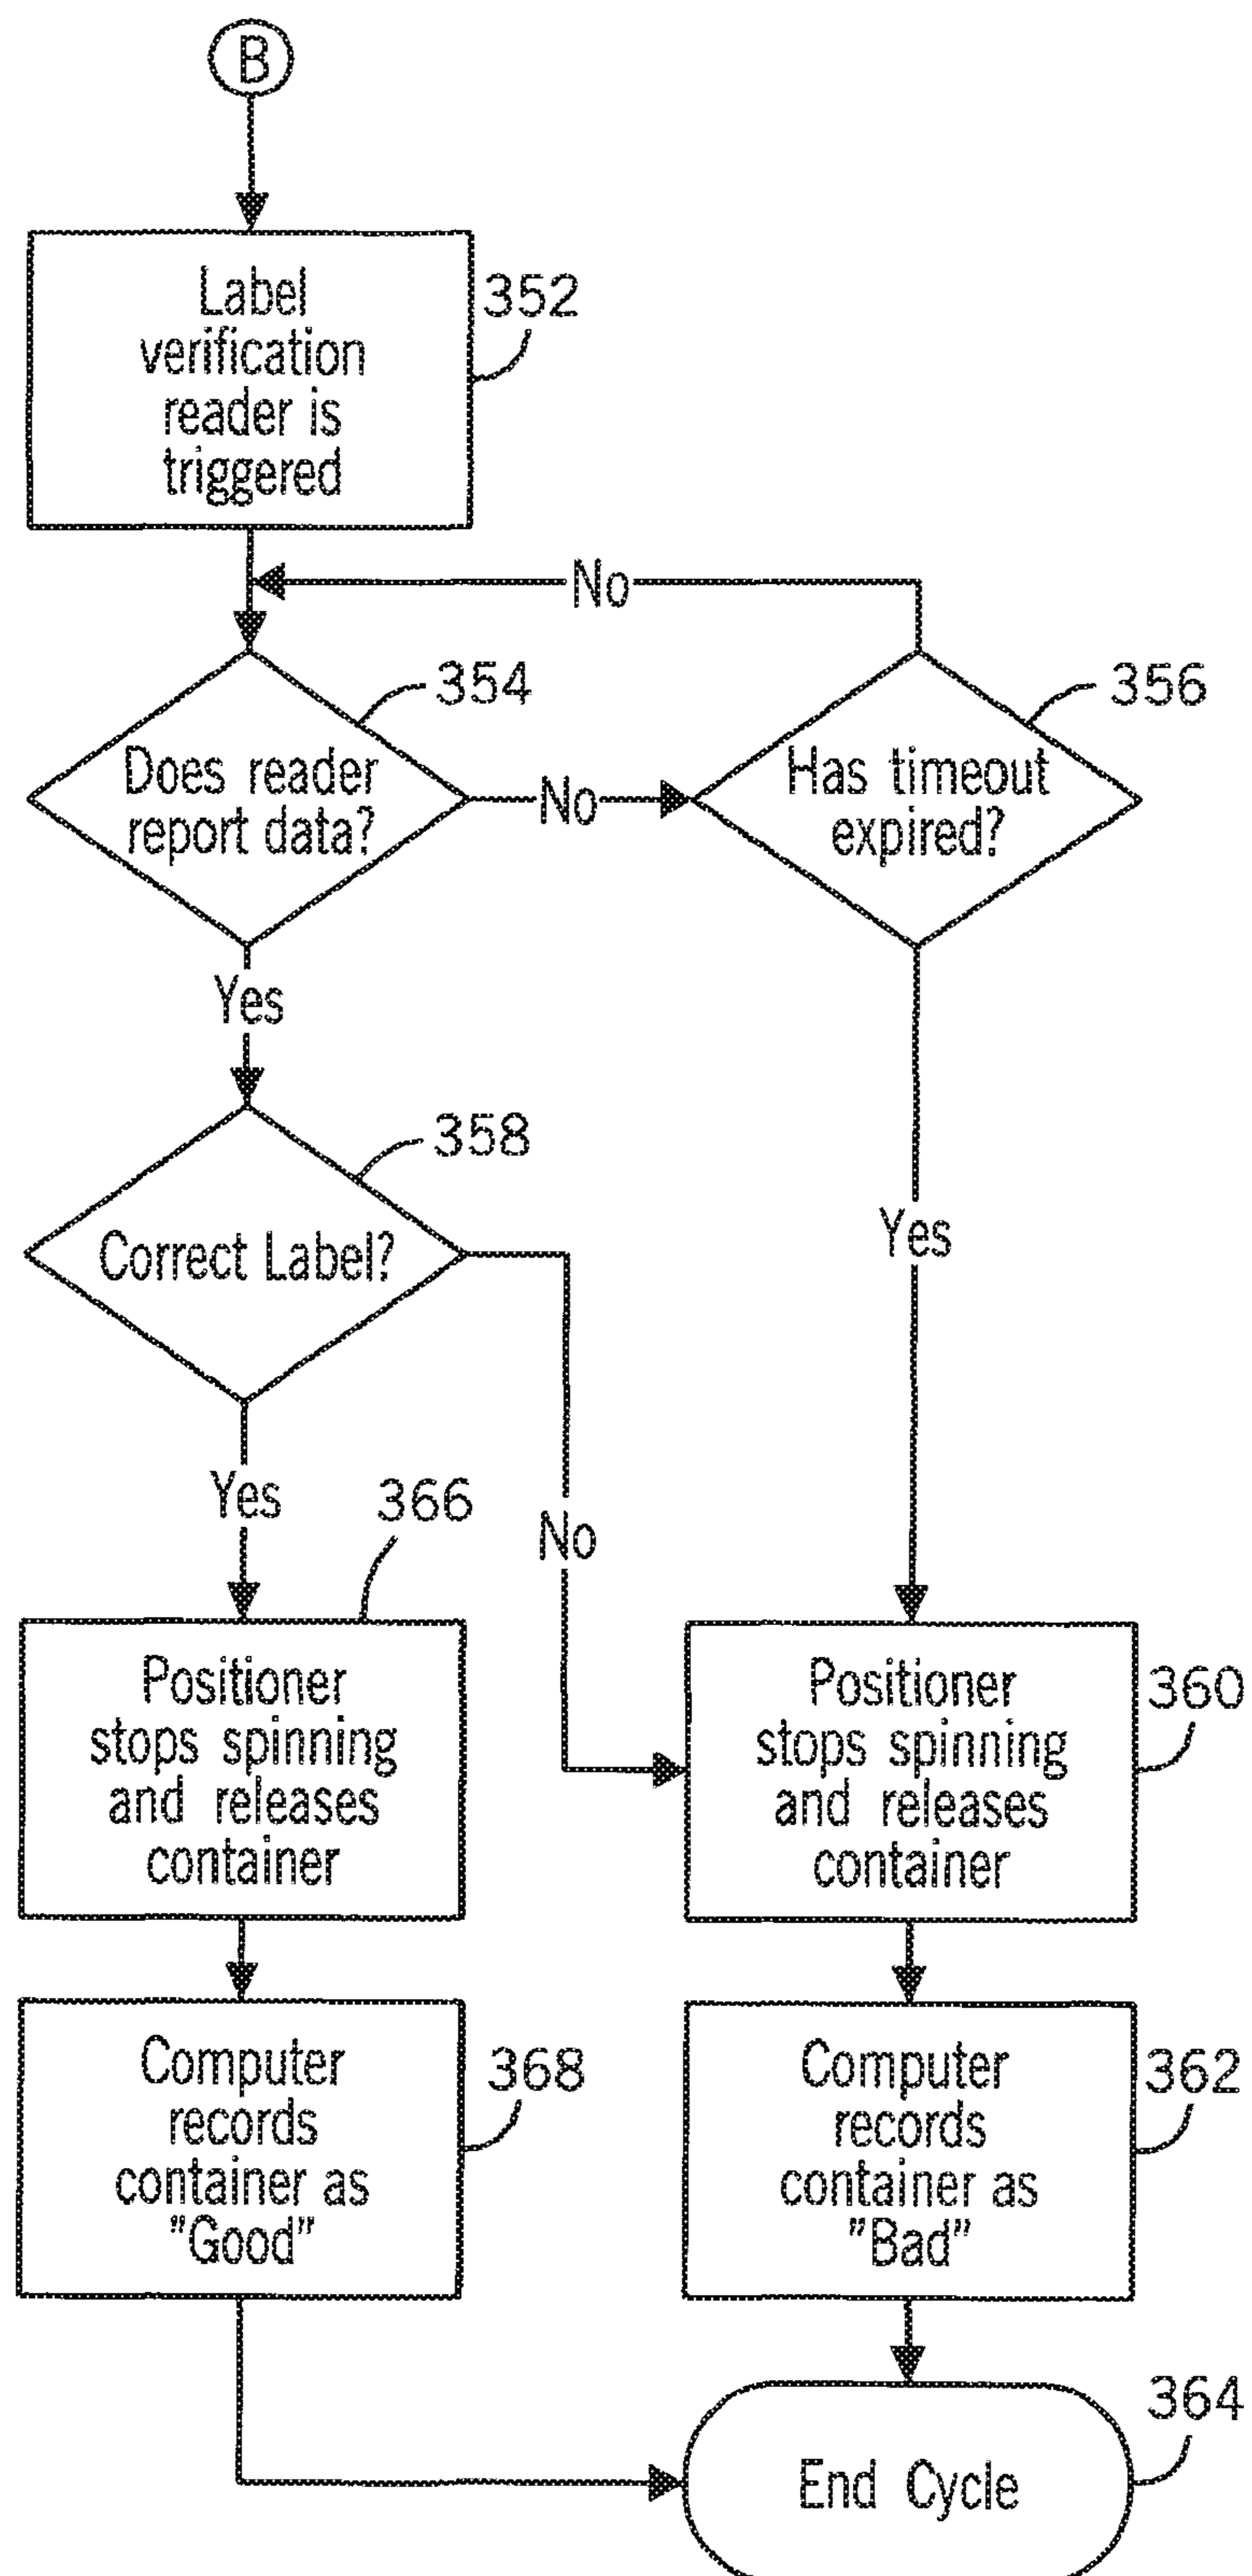 B
Label
verification
reader is
triggered
352
No
354
356
Does reader
report data?
No
Has timeout
expired?
Yes
358
Correct Label?
Yes
Yes
366
No
Positioner
stops spinning
and releases
container
Positioner
stops spinning
and releases
container
360
Computer
records
container as
"Good"
368
Computer
records
container as
"Bad"
362
364
End Cycle